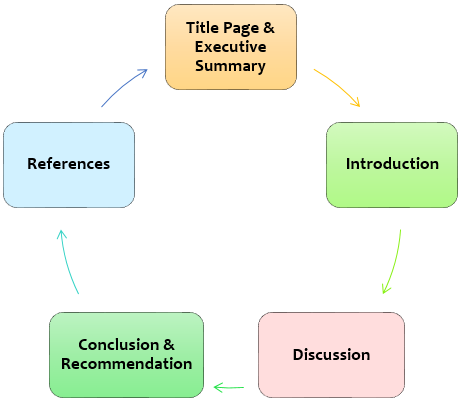 Title Page &
Executive
Summary
Introduction
Discussion
Conclusion &
Recommendation
References